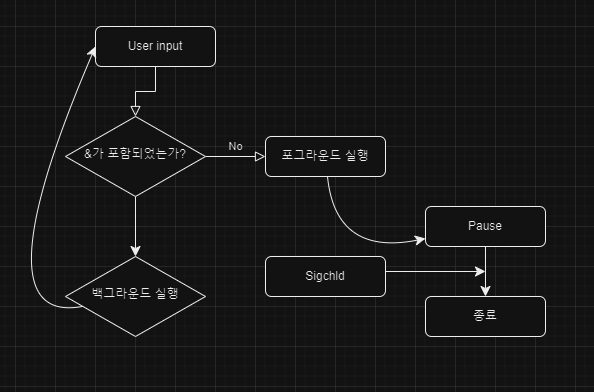 User input
&가 포함되었는가?
No
포그라운드 실행
Pause
Sigchld
백그라운드 실행
종료